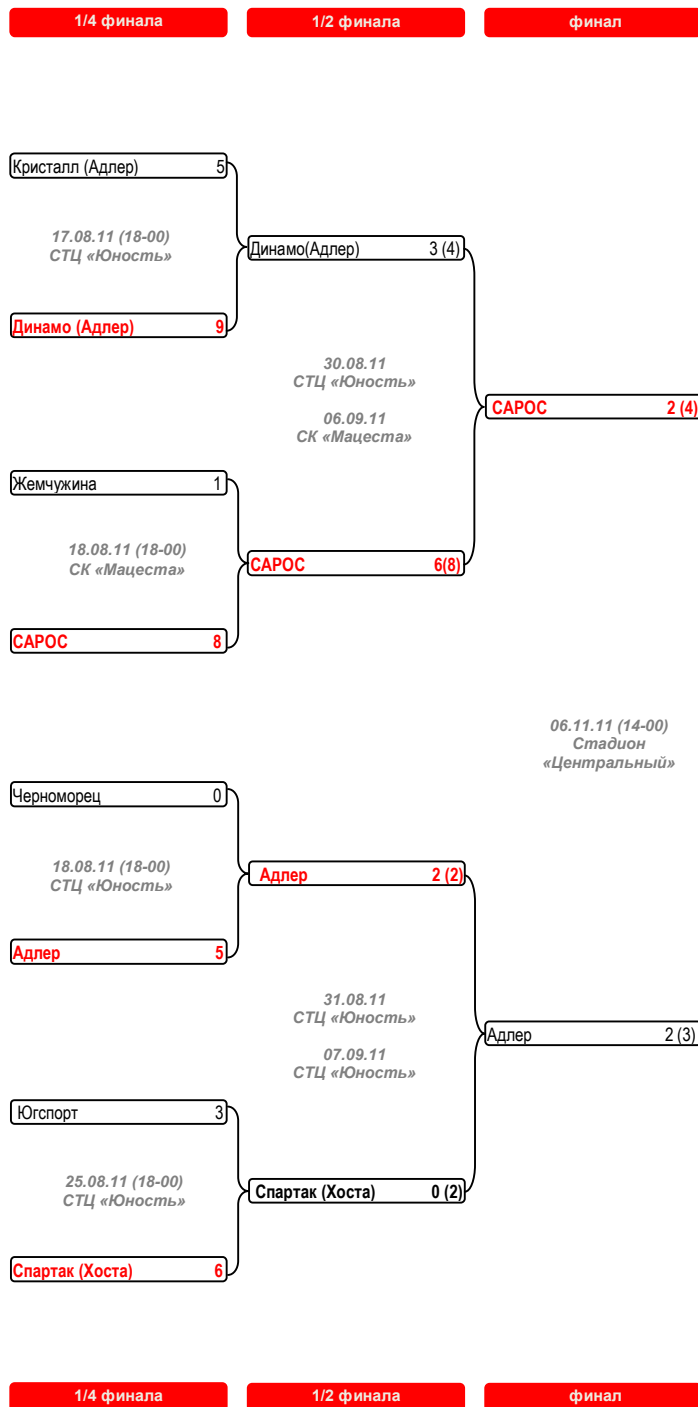 1/4 финала 1/2 финала финал
Кристалл (Адлер) 5
17.08.11 (18-00)
СТЦ «Юность»
Динамо(Адлер) 3 (4)
Динамо (Адлер) 9
30.08.11
СТЦ «Юность»
06.09.11
СК «Мацеста»
САРОС 2 (4)
Жемчужина 1
18.08.11 (18-00)
СК «Мацеста»
САРОС 6(8)
САРОС 8
06.11.11 (14-00)
Стадион
«Центральный»
Черноморец 0
18.08.11 (18-00)
СТЦ «Юность»
Адлер 2 (2)
Адлер 5
31.08.11
СТЦ «Юность»
07.09.11
СТЦ «Юность»
Адлер 2 (3)
Югспорт 3
25.08.11 (18-00)
СТЦ «Юность»
Спартак (Хоста) 0 (2)
Спартак (Хоста) 6
1/4 финала 1/2 финала финал